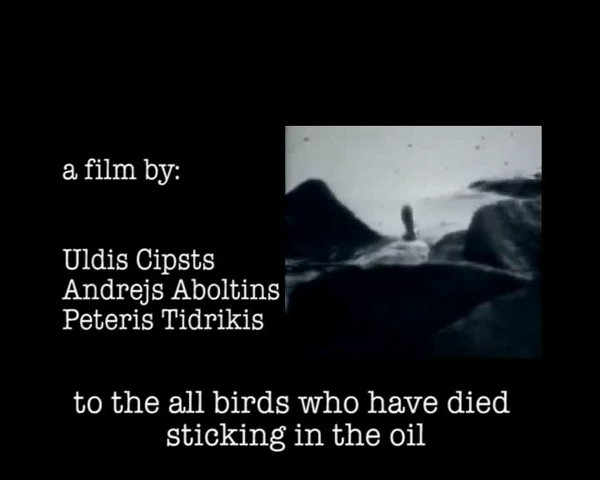 a film by:
Uldis Cipsts
Andrejs Aboltins
Peteris Tidrikis
to the all birds who have died
sticking in the oil